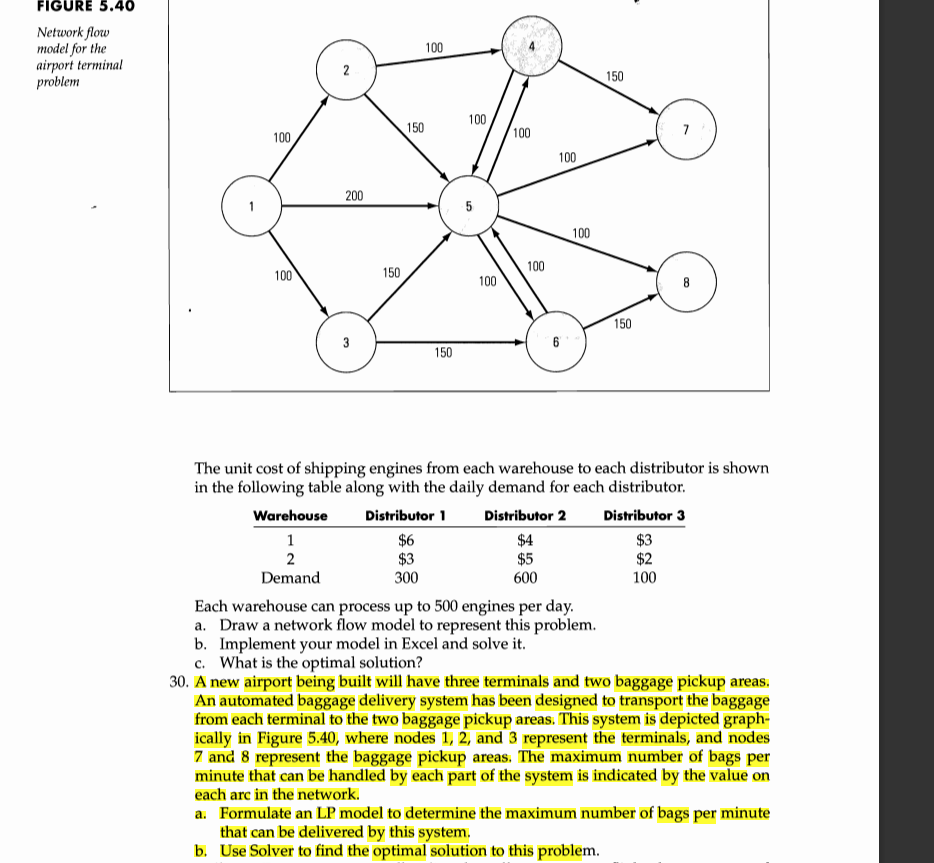 FIGURE 5.40
Network flow
model for the
airport terminal
problem
4
100
2
150
100
150
100
7
100
100
100
200
1
5
100
100
150
100
100
8
150
3
6
150
The unit cost of shipping engines from each warehouse to each distributor is shown
in the following table along with the daily demand for each distributor.
Warehouse Distributor 1 Distributor 2 Distributor 3
1 $6 $4 $3
2 $3 $5 $2
Demand 300 600 100
Each warehouse can process up to 500 engines per day.
a. Draw a network flow model to represent this problem.
b. Implement your model in Excel and solve it.
c. What is the optimal solution?
30. A new airport being built will have three terminals and two baggage pickup areas.
An automated baggage delivery system has been designed to transport the baggage
from each terminal to the two baggage pickup areas. This system is depicted graph-
ically in Figure 5.40, where nodes 1, 2, and 3 represent the terminals, and nodes
7 and 8 represent the baggage pickup areas. The maximum number of bags per
minute that can be handled by each part of the system is indicated by the value on
each arc in the network.
a. Formulate an LP model to determine the maximum number of bags per minute
that can be delivered by this system.
b. Use Solver to find the optimal solution to this problem.